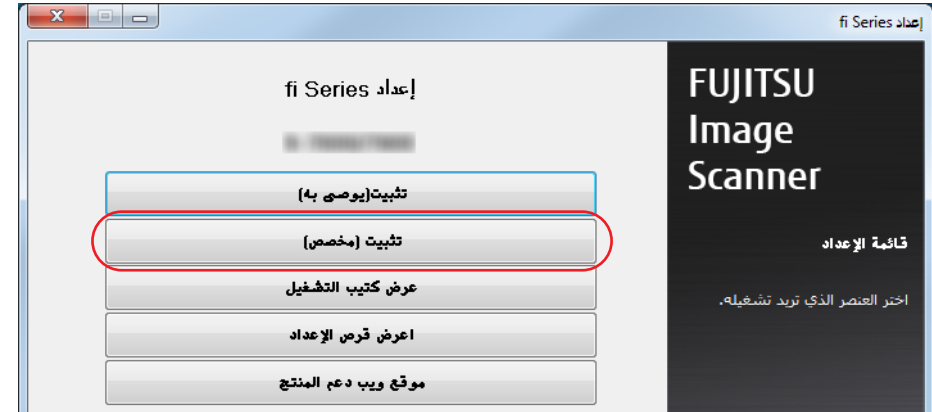 إعداد fi Series
FUJITSU
Image
Scanner
قائمة الإعداد
اختر العنصر الذي تريد تشغيله.
إعداد fi Series
تثبيت(يوصى به)
تثبيت (مخصص)
عرض كتيب التشغيل
اعرض قرص الإعداد
موقع ويب دعم المنتج